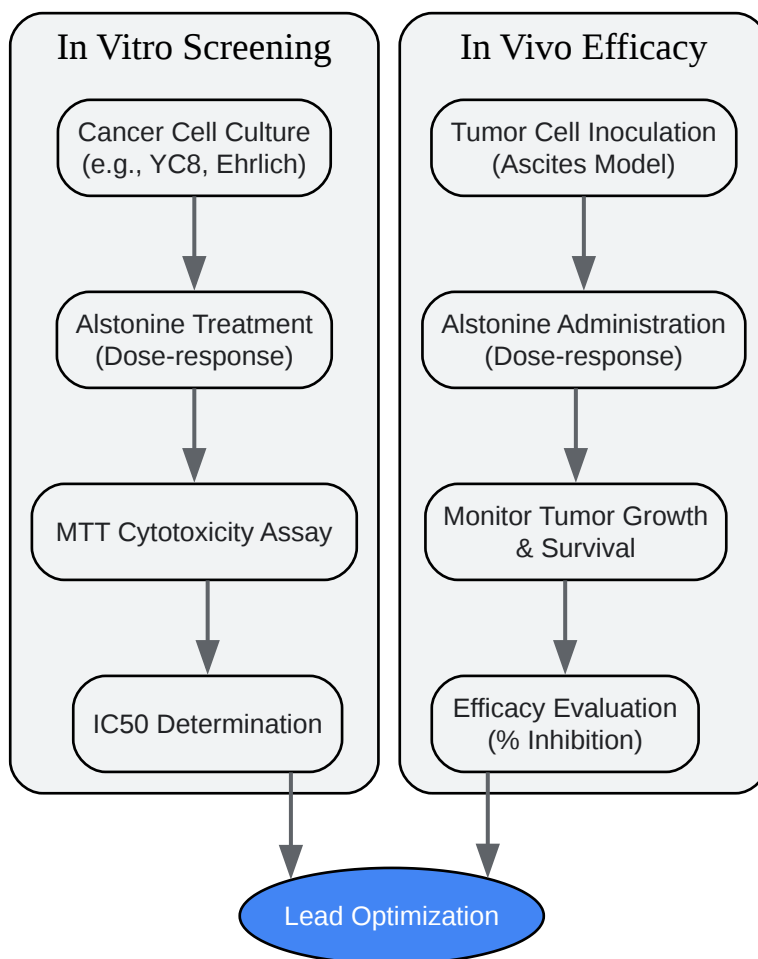 In Vitro Screening
Cancer Cell Culture
(e.g., YC8, Ehrlich)
Alstonine Treatment
(Dose-response)
MTT Cytotoxicity Assay
IC50 Determination
In Vivo Efficacy
Tumor Cell Inoculation
(Ascites Model)
Alstonine Administration
(Dose-response)
Monitor Tumor Growth
& Survival
Efficacy Evaluation
(% Inhibition)
Lead Optimization